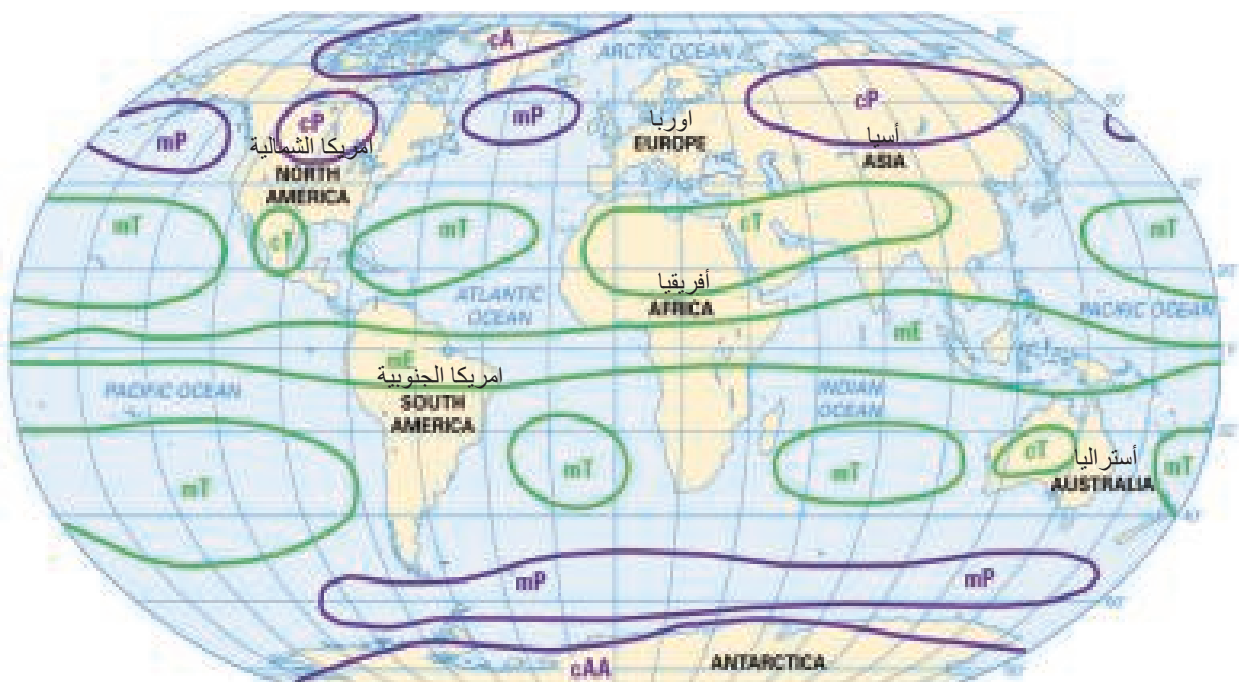 cA
ARCTIC OCEAN
mP
cP
mP
cP
اوربا
EUROPE
أسيا
ASIA
امريكا الشمالية
NORTH
AMERICA
mT
cT
mT
cT
mT
أفريقيا
AFRICA
ATLANTIC
OCEAN
PACIFIC OCEAN
mE
mE
امريكا الجنوبية
SOUTH
AMERICA
PACIFIC OCEAN
INDIAN
OCEAN
mT
mT
mT
cT
أستراليا
AUSTRALIA
mT
mP
mP
cAA
ANTARCTICA